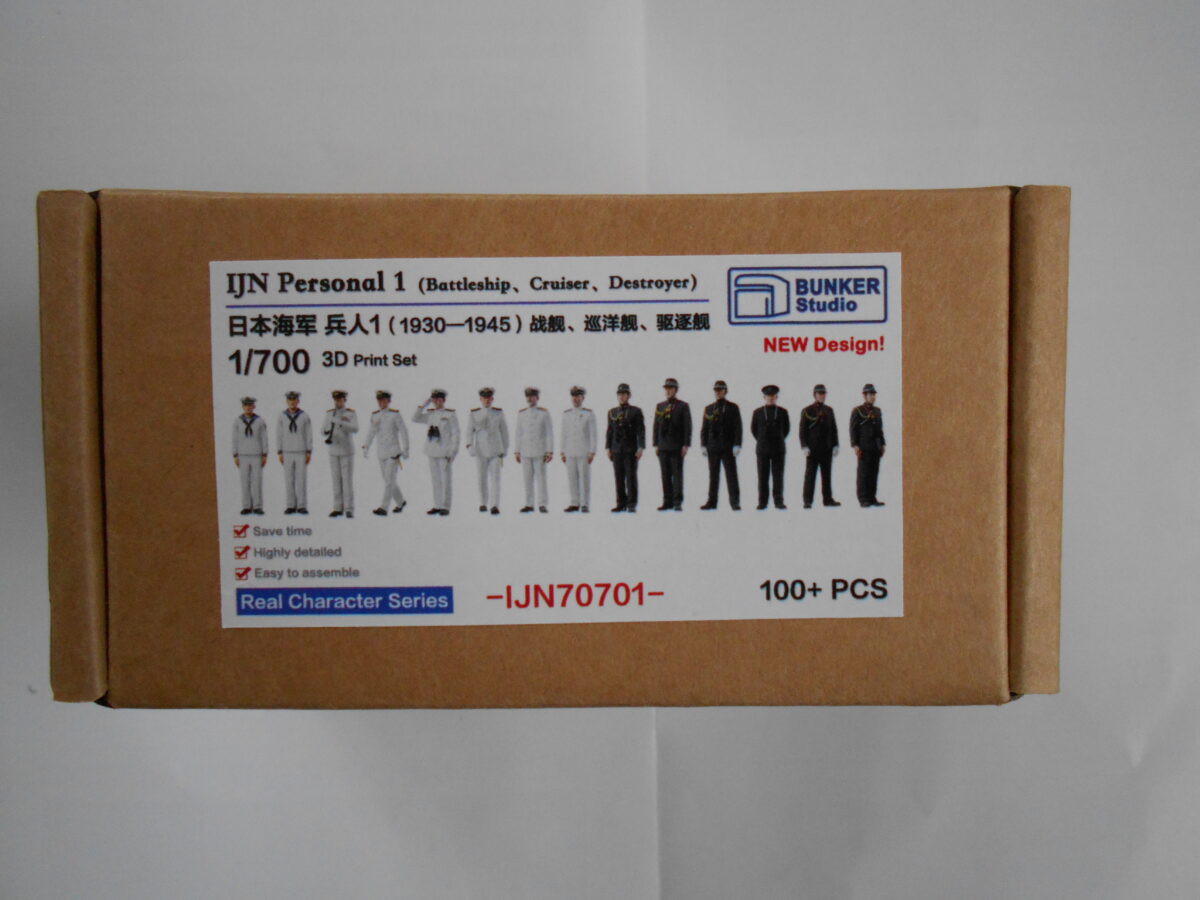 IJN Personal 1 (Battleship、Cruiser、Destroyer)
BUNKER
Studio
日本海军 兵人1(1930—1945)战舰、巡洋舰、驱逐舰
NEW Design!
1/700 3D Print Set
Save time
Highly detailed
Easy to assemble
Real Character Series
-IJN70701-
100+ PCS